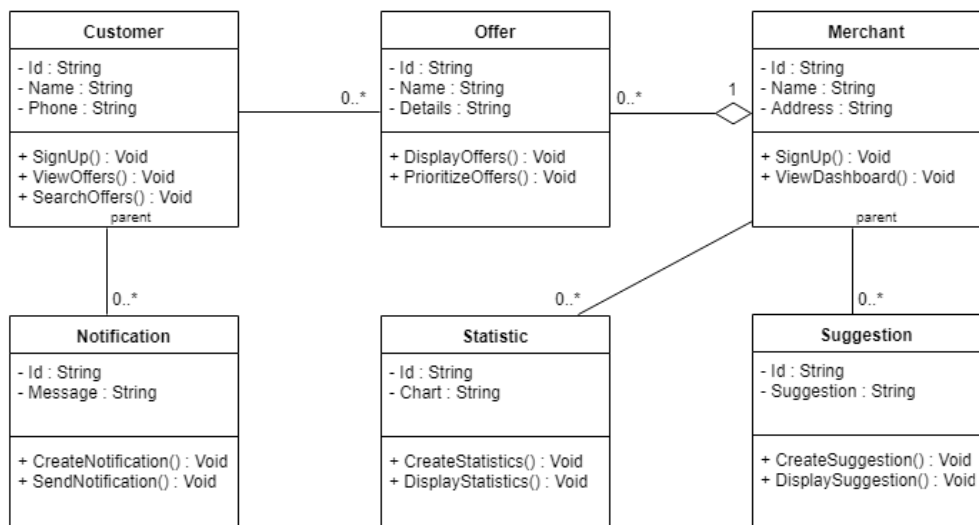 Customer
- Id : String
- Name : String
- Phone : String
+ SignUp() : Void
+ ViewOffers() : Void
+ SearchOffers() : Void
parent
0..*
Offer
- Id : String
- Name : String
- Details : String
+ DisplayOffers() : Void
+ PrioritizeOffers() : Void
0..*
1
Merchant
- Id : String
- Name : String
- Address : String
+ SignUp() : Void
+ ViewDashboard() : Void
parent
0..*
0..*
0..*
Notification
- Id : String
- Message : String
+ CreateNotification() : Void
+ SendNotification() : Void
Statistic
- Id : String
- Chart : String
+ CreateStatistics() : Void
+ DisplayStatistics() : Void
Suggestion
- Id : String
- Suggestion : String
+ CreateSuggestion() : Void
+ DisplaySuggestion() : Void